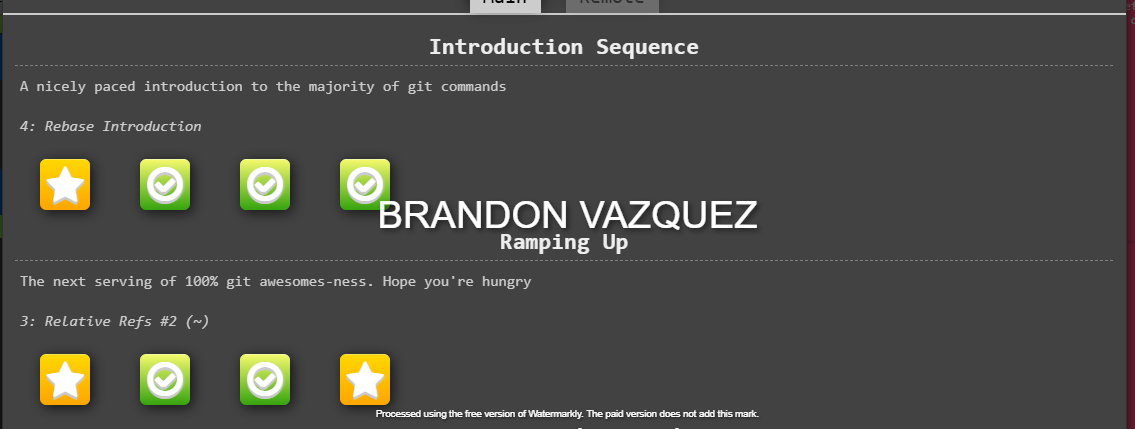 Main Remote
Introduction Sequence
A nicely paced introduction to the majority of git commands
4: Rebase Introduction
BRANDON VAZQUEZ
Ramping Up
The next serving of 100% git awesomes-ness. Hope you're hungry
3: Relative Refs #2 (~)
Processed using the free version of Watermarkly. The paid version does not add this mark.